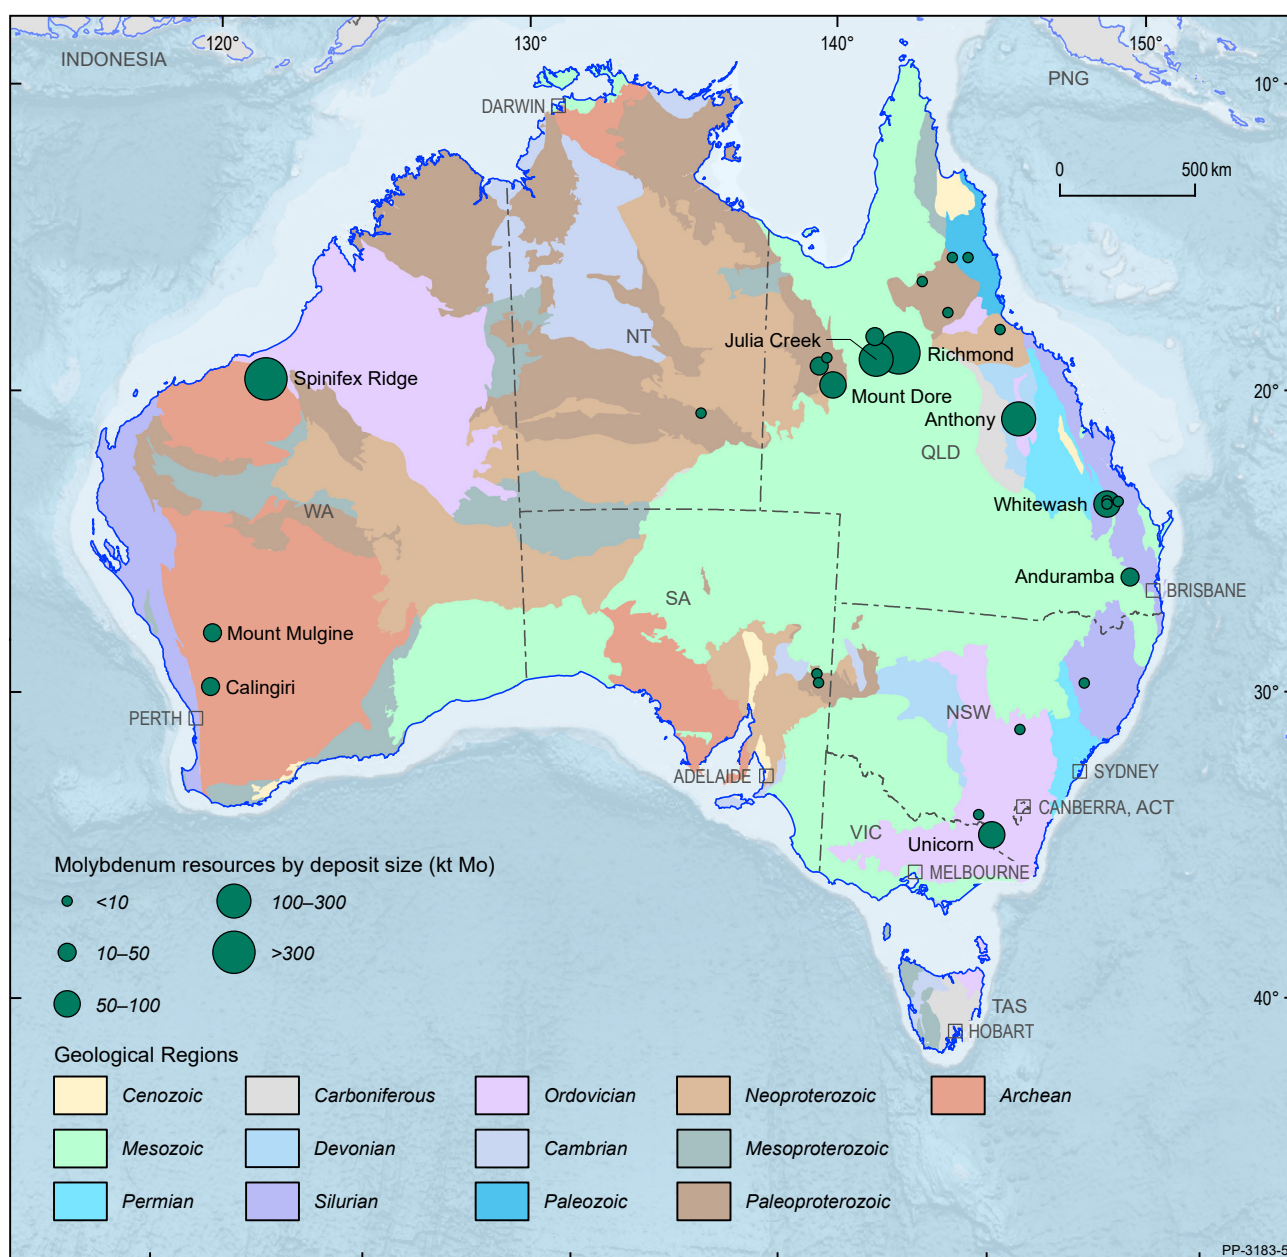 120°
130°
140°
150°
INDONESIA
PNG
10°
DARWIN
0
500 km
NT
Julia Creek
Richmond
Spinifex Ridge
20°
Mount Dore
Anthony
QLD
Whitewash
WA
Anduramba
BRISBANE
SA
Mount Mulgine
Calingiri
30°
PERTH
NSW
ADELAIDE
SYDNEY
CANBERRA, ACT
VIC
Unicorn
MELBOURNE
Molybdenum resources by deposit size (kt Mo)
<10
100–300
10–50
>300
50–100
40°
TAS
HOBART
Geological Regions
Cenozoic
Carboniferous
Ordovician
Neoproterozoic
Archean
Mesozoic
Devonian
Cambrian
Mesoproterozoic
Permian
Silurian
Paleozoic
Paleoproterozoic